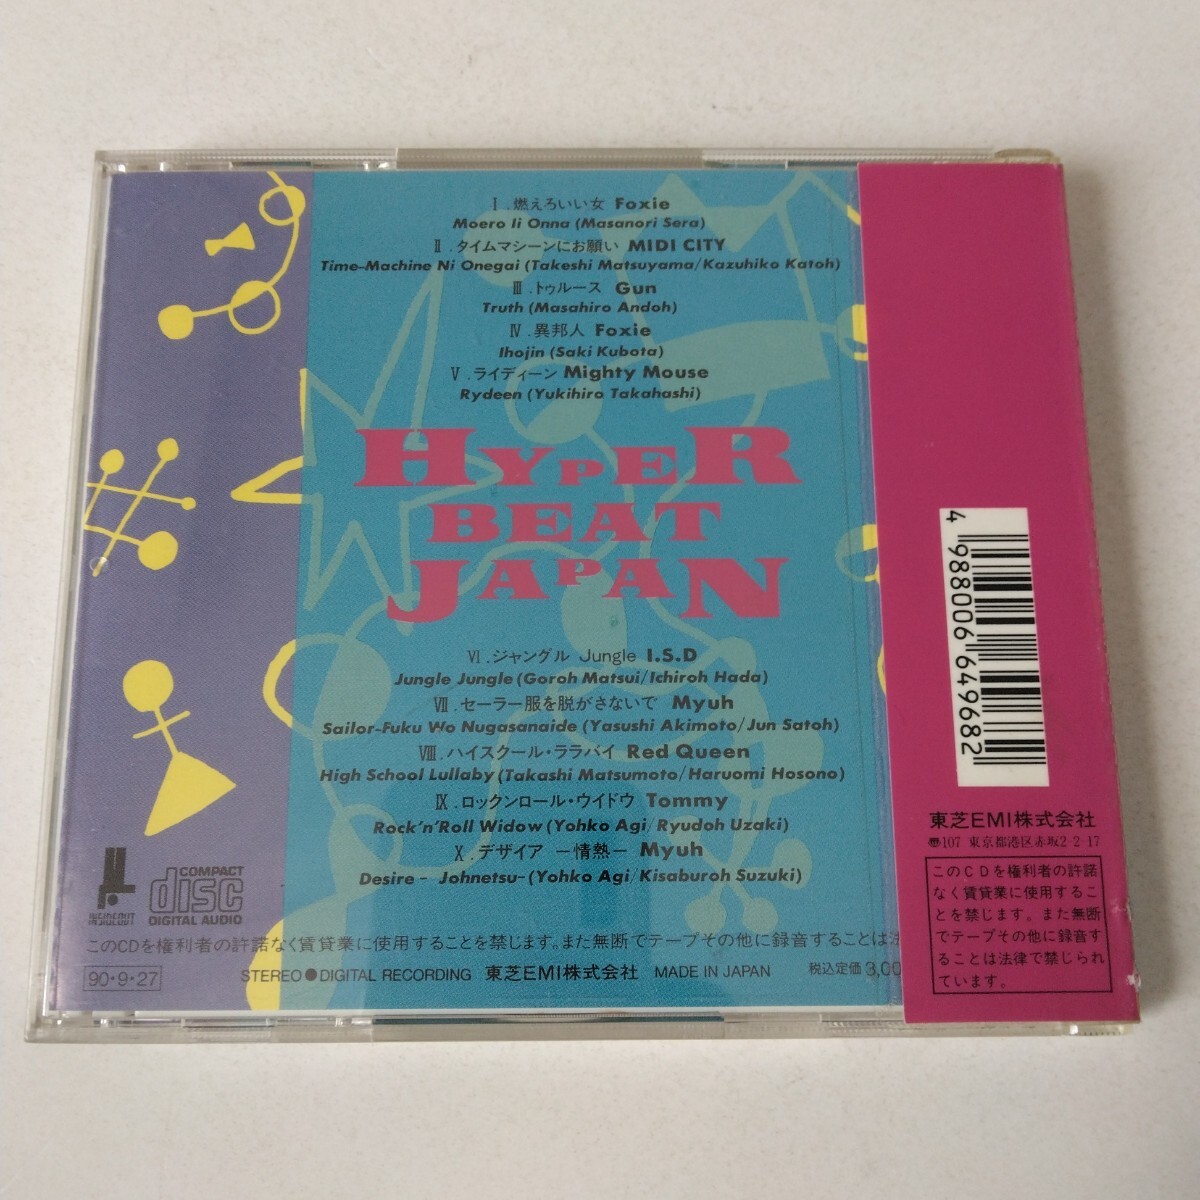 Ⅰ.燃えろいい女 Foxie
Moero Ii Onna (Masanori Sera)
Ⅱ.タイムマシーンにお願い MIDI CITY
Time-Machine Ni Onegai (Takeshi Matsuyama/Kazuhiko Katoh)
Ⅲ.トゥルース Gun
Truth (Masahiro Andoh)
Ⅳ.異邦人 Foxie
Ihojin (Saki Kubota)
Ⅴ.ライディーン Mighty Mouse
Rydeen (Yukihiro Takahashi)
HYPER
BEAT
JAPAN
Ⅵ.ジャングル Jungle I.S.D
Jungle Jungle (Goroh Matsui/Ichiroh Hada)
Ⅶ.セーラー服を脱がさないで Myuh
Sailor-Fuku Wo Nugasanaide (Yasushi Akimoto/Jun Satoh)
Ⅷ.ハイスクール・ララバイ Red Queen
High School Lullaby (Takashi Matsumoto/Haruomi Hosono)
Ⅸ.ロックンロール・ウイドウ Tommy
Rock'n'Roll Widow (Yohko Agi/Ryudoh Uzaki)
Ⅹ.デザイア －情熱－ Myuh
Desire - Johnetsu- (Yohko Agi/Kisaburoh Suzuki)
INSIDEOUT
COMPACT
disc
DIGITAL AUDIO
このCDを権利者の許諾なく賃貸業に使用することを禁じます。また無断でテープその他に録音することは法
90・9・27
STEREO●DIGITAL RECORDING 東芝EMI株式会社 MADE IN JAPAN 税込定価3,00
4 988006 649682
東芝EMI株式会社
〠107 東京都港区赤坂2-2-17
このCDを権利者の許諾
なく賃貸業に使用するこ
とを禁じます。また無断
でテープその他に録音す
ることは法律で禁じられ
ています。